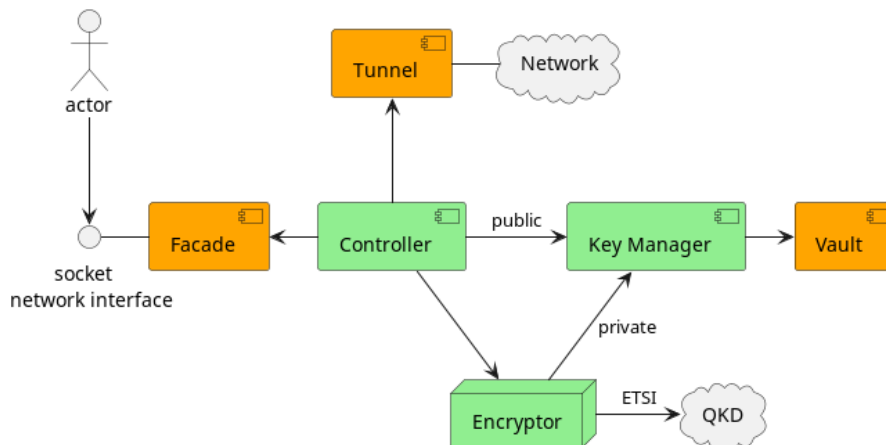 Tunnel
Network
actor
Facade
Controller
public
Key Manager
Vault
socket
network interface
private
ETSI
Encryptor
QKD